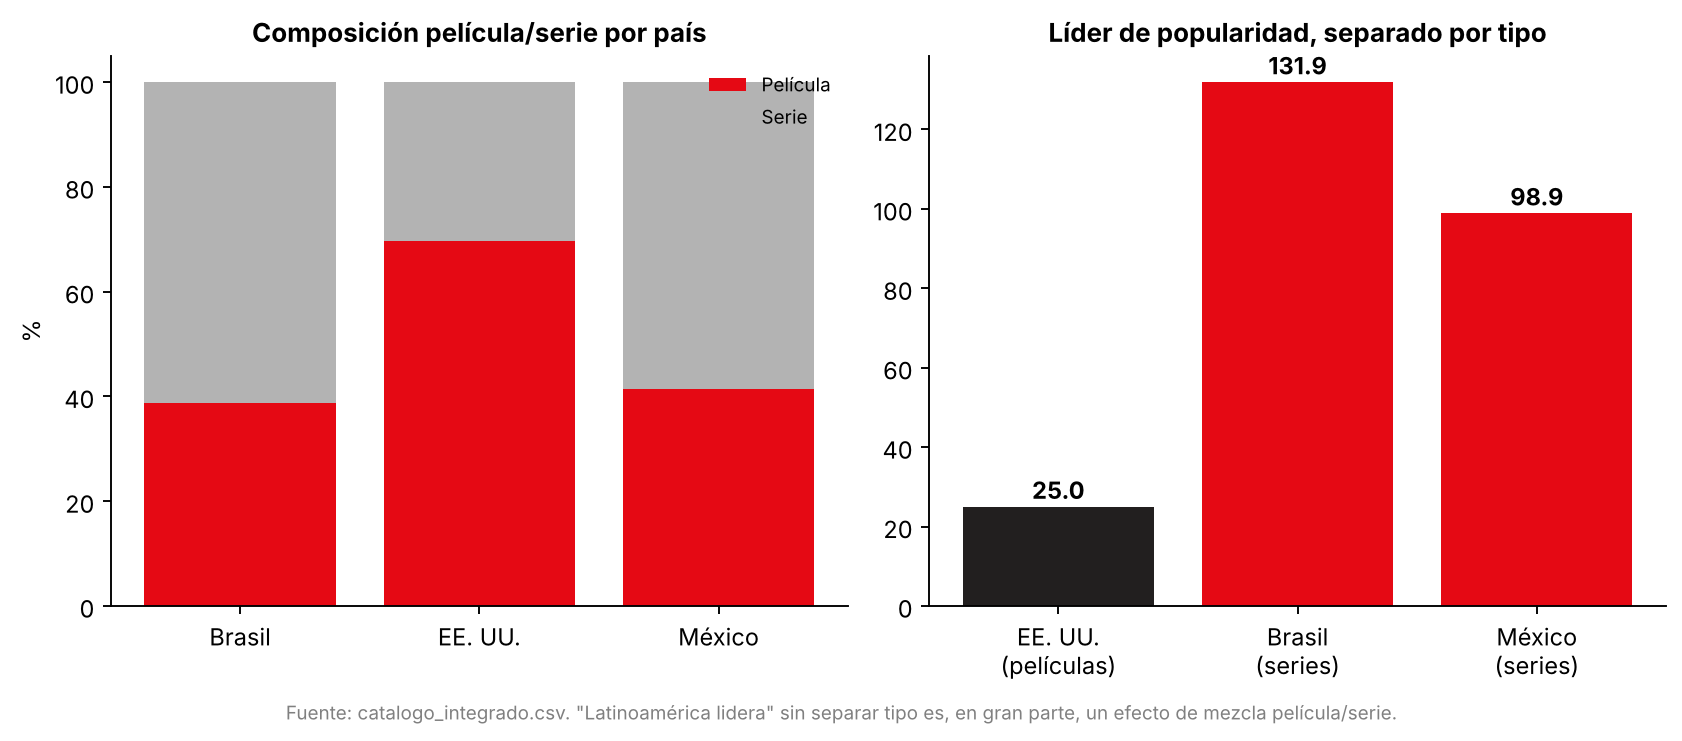 Composición película/serie por país
%
100
80
60
40
20
0
Película
Serie
Brasil
EE. UU.
México
Líder de popularidad, separado por tipo
120
100
80
60
40
20
0
25.0
131.9
98.9
EE. UU.
(películas)
Brasil
(series)
México
(series)
Fuente: catalogo_integrado.csv. "Latinoamérica lidera" sin separar tipo es, en gran parte, un efecto de mezcla película/serie.